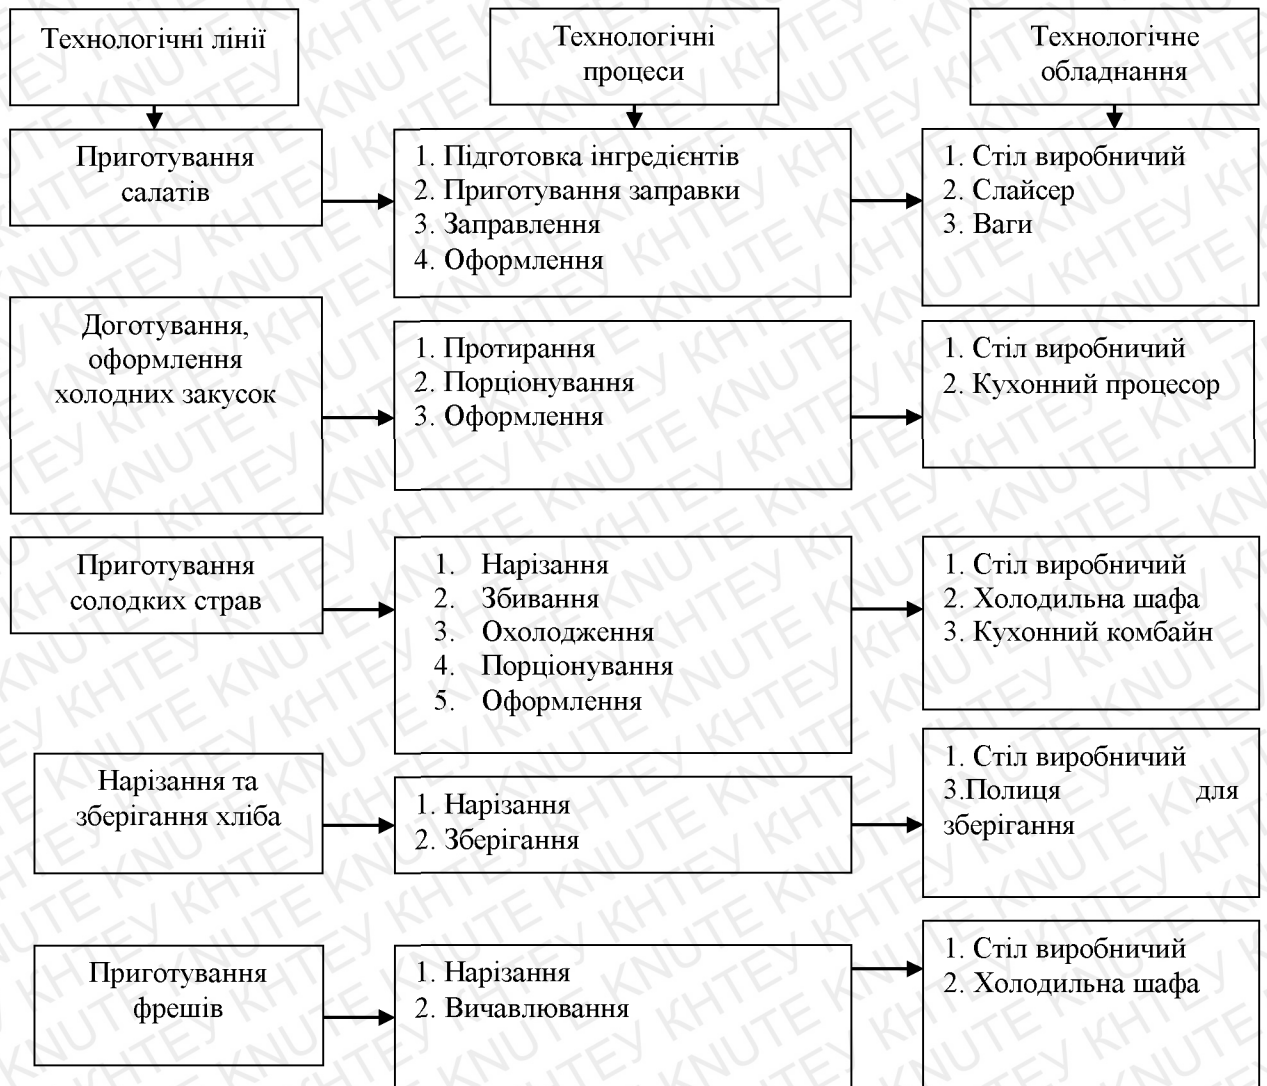 Технологічні лінії
Технологічні
процеси
Технологічне
обладнання
Приготування
салатів
1. Підготовка інгредієнтів
2. Приготування заправки
3. Заправлення
4. Оформлення
1. Стіл виробничий
2. Слайсер
3. Ваги
Доготування,
оформлення
холодних закусок
1. Протирання
2. Порціонування
3. Оформлення
1. Стіл виробничий
2. Кухонний процесор
Приготування
солодких страв
1. Нарізання
2. Збивання
3. Охолодження
4. Порціонування
5. Оформлення
1. Стіл виробничий
2. Холодильна шафа
3. Кухонний комбайн
Нарізання та
зберігання хліба
1. Нарізання
2. Зберігання
1. Стіл виробничий
3.Полиця для
зберігання
Приготування
фрешів
1. Нарізання
2. Вичавлювання
1. Стіл виробничий
2. Холодильна шафа